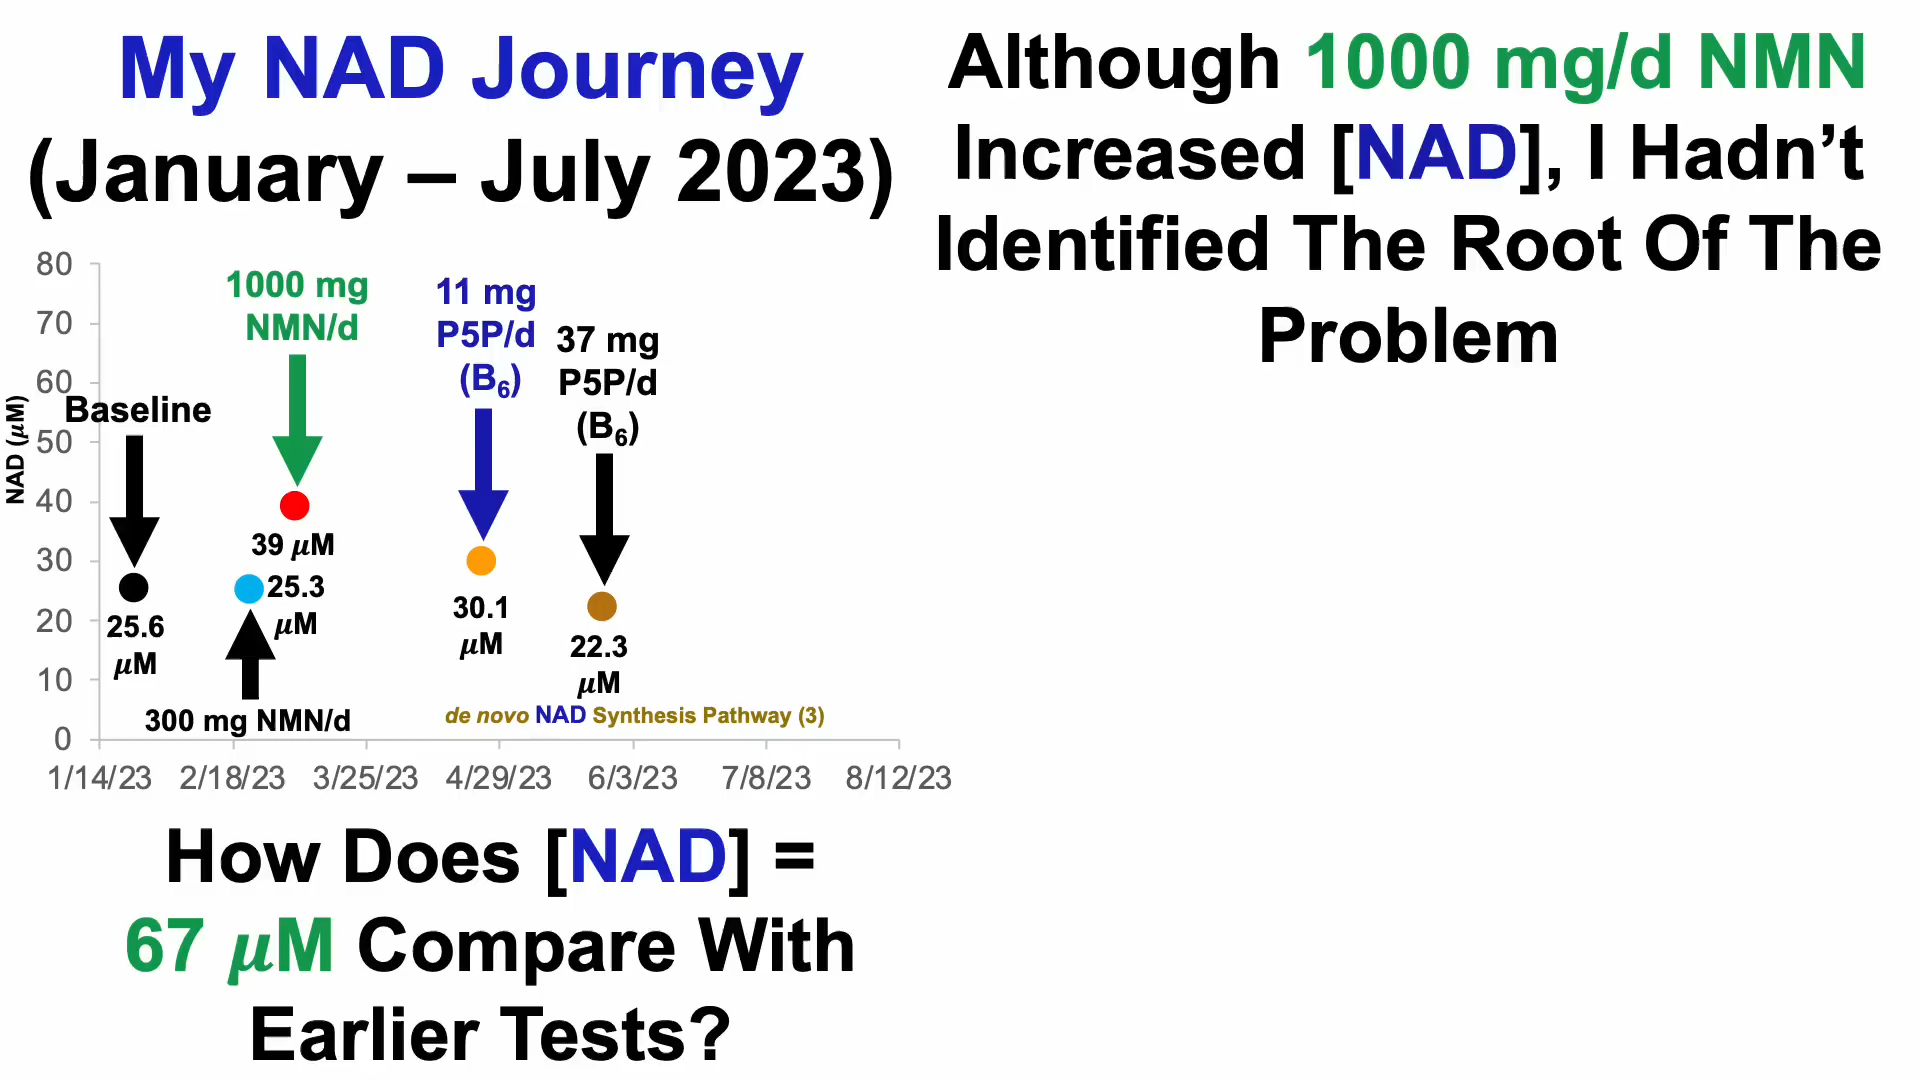 My NAD Journey
(January – July 2023)
Although 1000 mg/d NMN
Increased [NAD], I Hadn’t
Identified The Root Of The
Problem
NAD (μM)
80
70
60
50
40
30
20
10
0
Baseline
25.6
μM
1000 mg
NMN/d
39 μM
25.3
μM
300 mg NMN/d
11 mg
P5P/d
(B₆)
30.1
μM
37 mg
P5P/d
(B₆)
22.3
μM
de novo NAD Synthesis Pathway (3)
1/14/23 2/18/23 3/25/23 4/29/23 6/3/23 7/8/23 8/12/23
How Does [NAD] =
67 μM Compare With
Earlier Tests?